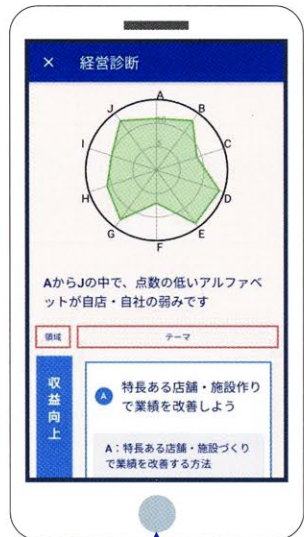 × 経営診断
A
J
B
I
C
H
D
G
E
F
AからJの中で、点数の低いアルファベ
ットが自店・自社の弱みです
領域
テーマ
収益向上
A
特長ある店舗・施設作り
で業績を改善しよう
A：特長ある店舗・施設づくり
で業績を改善する方法